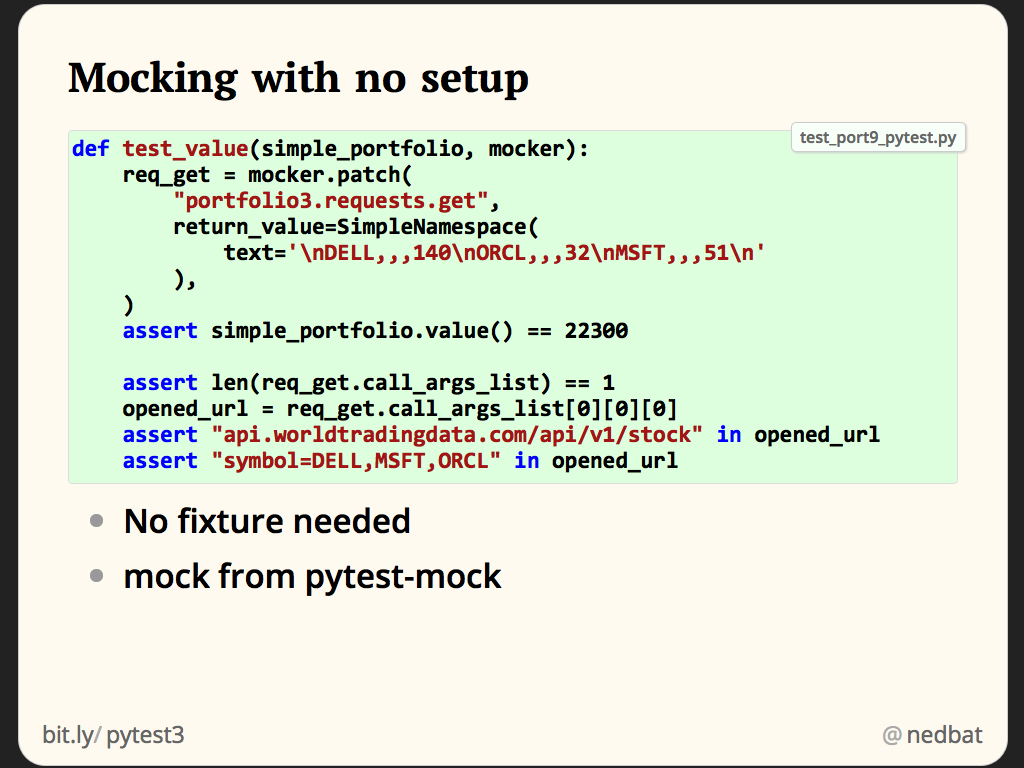 Mocking with no setup
test_port9_pytest.py
def test_value(simple_portfolio, mocker):
    req_get = mocker.patch(
        "portfolio3.requests.get",
        return_value=SimpleNamespace(
            text='\nDELL,,,140\nORCL,,,32\nMSFT,,,51\n'
        ),
    )
    assert simple_portfolio.value() == 22300

    assert len(req_get.call_args_list) == 1
    opened_url = req_get.call_args_list[0][0][0]
    assert "api.worldtradingdata.com/api/v1/stock" in opened_url
    assert "symbol=DELL,MSFT,ORCL" in opened_url
• No fixture needed
• mock from pytest-mock
bit.ly/ pytest3
@ nedbat